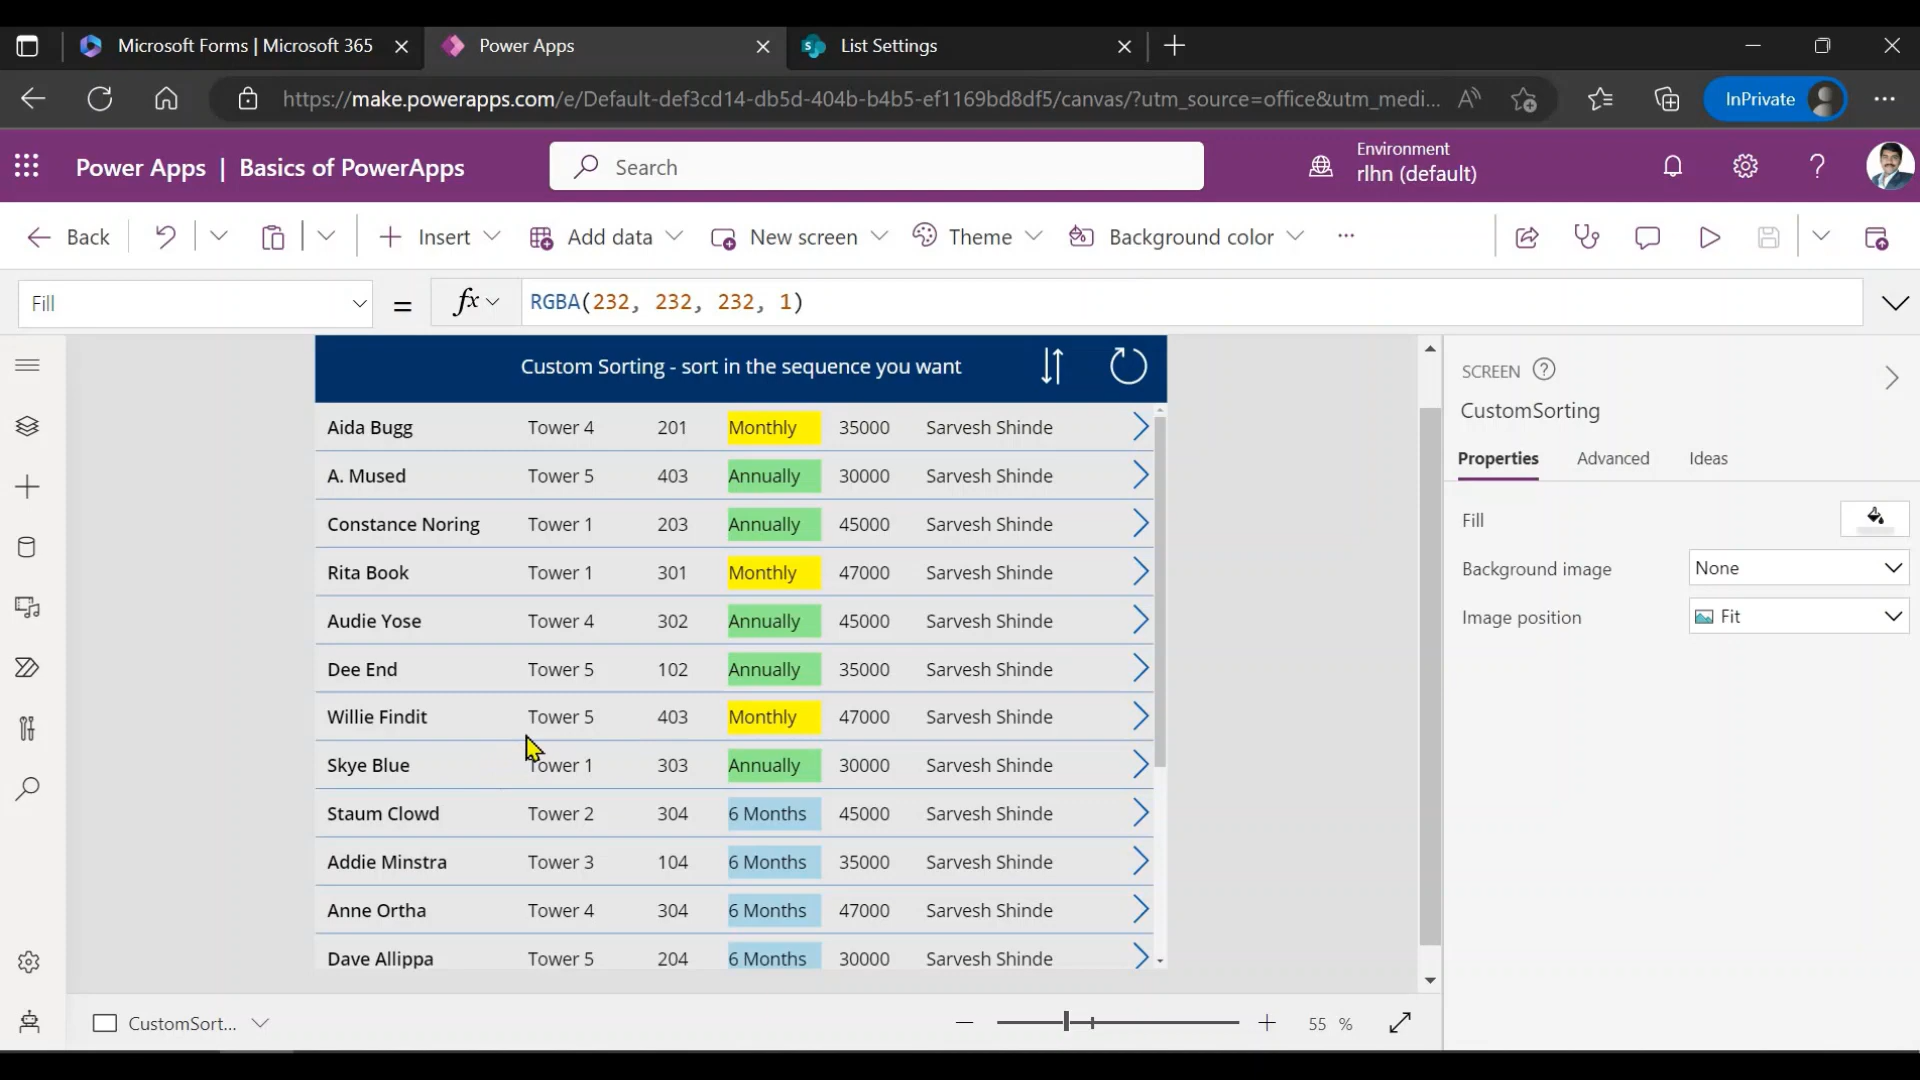 Microsoft Forms | Microsoft 365
Power Apps
List Settings
https://make.powerapps.com/e/Default-def3cd14-db5d-404b-b4b5-ef1169bd8df5/canvas/?utm_source=office&utm_medi...
InPrivate
Power Apps | Basics of PowerApps
Search
Environment
rlhn (default)
Back
Insert
Add data
New screen
Theme
Background color
Fill
=
fx
RGBA(232, 232, 232, 1)
Custom Sorting - sort in the sequence you want
Aida Bugg Tower 4 201 Monthly 35000 Sarvesh Shinde
A. Mused Tower 5 403 Annually 30000 Sarvesh Shinde
Constance Noring Tower 1 203 Annually 45000 Sarvesh Shinde
Rita Book Tower 1 301 Monthly 47000 Sarvesh Shinde
Audie Yose Tower 4 302 Annually 45000 Sarvesh Shinde
Dee End Tower 5 102 Annually 35000 Sarvesh Shinde
Willie Findit Tower 5 403 Monthly 47000 Sarvesh Shinde
Skye Blue Tower 1 303 Annually 30000 Sarvesh Shinde
Staum Clowd Tower 2 304 6 Months 45000 Sarvesh Shinde
Addie Minstra Tower 3 104 6 Months 35000 Sarvesh Shinde
Anne Ortha Tower 4 304 6 Months 47000 Sarvesh Shinde
Dave Allippa Tower 5 204 6 Months 30000 Sarvesh Shinde
SCREEN
CustomSorting
Properties
Advanced
Ideas
Fill
Background image
None
Image position
Fit
CustomSort...
55 %